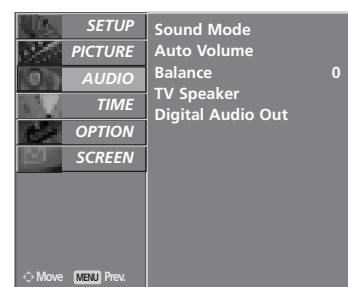 SETUP
PICTURE
AUDIO
TIME
OPTION
SCREEN
Move MENU Prev.
Sound Mode
Auto Volume
Balance 0
TV Speaker
Digital Audio Out